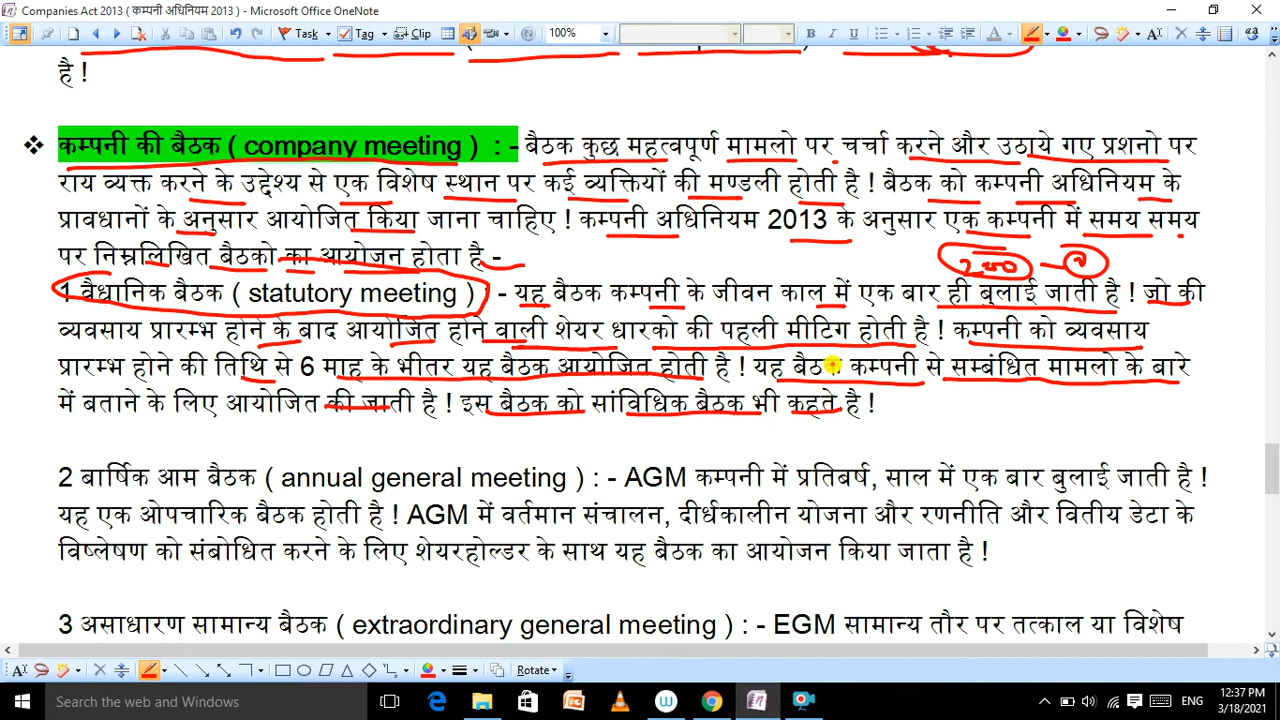 Companies Act 2013 ( कम्पनी अधिनियम 2013 ) - Microsoft Office OneNote
Task Tag Clip 100% B I U
है !
❖ कम्पनी की बैठक ( company meeting ) : - बैठक कुछ महत्वपूर्ण मामलो पर चर्चा करने और उठाये गए प्रशनो पर
राय व्यक्त करने के उद्देश्य से एक विशेष स्थान पर कई व्यक्तियों की मण्डली होती है ! बैठक को कम्पनी अधिनियम के
प्रावधानों के अनुसार आयोजित किया जाना चाहिए ! कम्पनी अधिनियम 2013 के अनुसार एक कम्पनी में समय समय
पर निम्नलिखित बैठको का आयोजन होता है -
1 वैधानिक बैठक ( statutory meeting ) : - यह बैठक कम्पनी के जीवन काल में एक बार ही बुलाई जाती है ! जो की
व्यवसाय प्रारम्भ होने के बाद आयोजित होने वाली शेयर धारको की पहली मीटिग होती है ! कम्पनी को व्यवसाय
प्रारम्भ होने की तिथि से 6 माह के भीतर यह बैठक आयोजित होती है ! यह बैठक कम्पनी से सम्बंधित मामलो के बारे
में बताने के लिए आयोजित की जाती है ! इस बैठक को सांविधिक बैठक भी कहते है !
2 बार्षिक आम बैठक ( annual general meeting ) : - AGM कम्पनी में प्रतिबर्ष, साल में एक बार बुलाई जाती है !
यह एक ओपचारिक बैठक होती है ! AGM में वर्तमान संचालन, दीर्धकालीन योजना और रणनीति और वितीय डेटा के
विष्लेषण को संबोधित करने के लिए शेयरहोल्डर के साथ यह बैठक का आयोजन किया जाता है !
3 असाधारण सामान्य बैठक ( extraordinary general meeting ) : - EGM सामान्य तौर पर तत्काल या विशेष
Rotate
Search the web and Windows
ENG
12:37 PM
3/18/2021